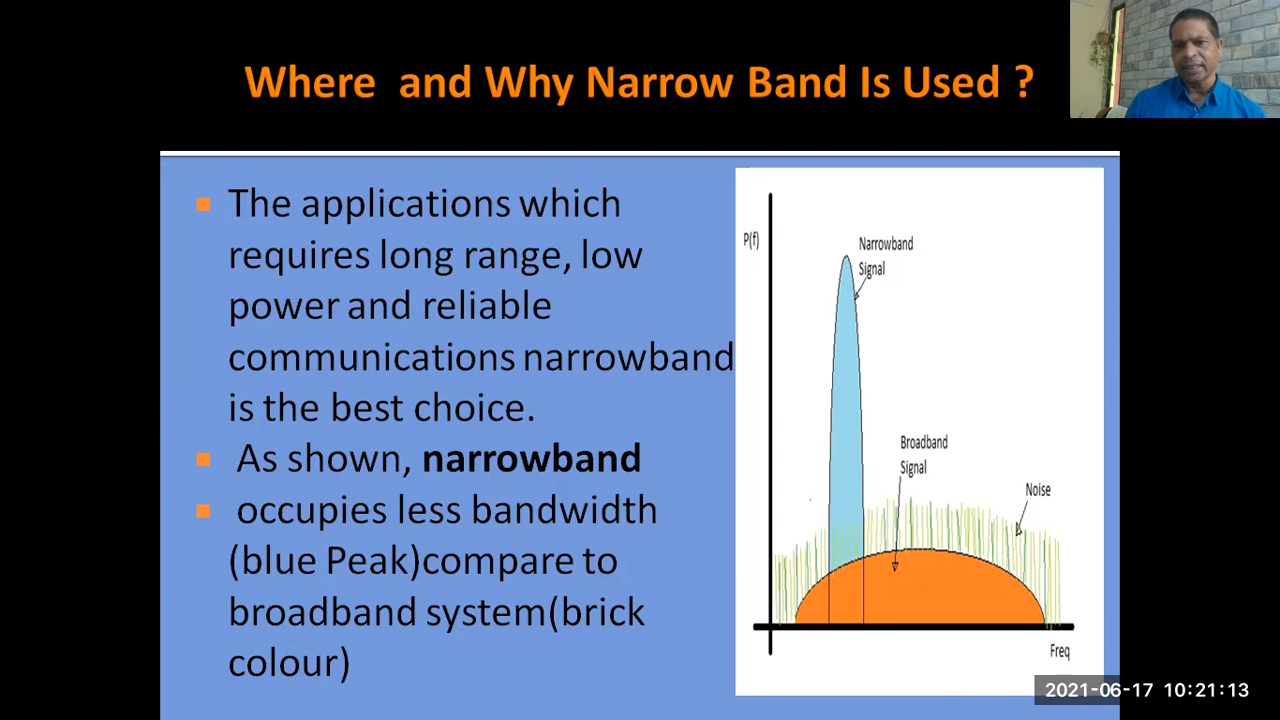 Where and Why Narrow Band Is Used ?
The applications which
requires long range, low
power and reliable
communications narrowband
is the best choice.
As shown, narrowband
occupies less bandwidth
(blue Peak)compare to
broadband system(brick
colour)
P(f)
Narrowband
Signal
Broadband
Signal
Noise
Freq
2021-06-17 10:21:13